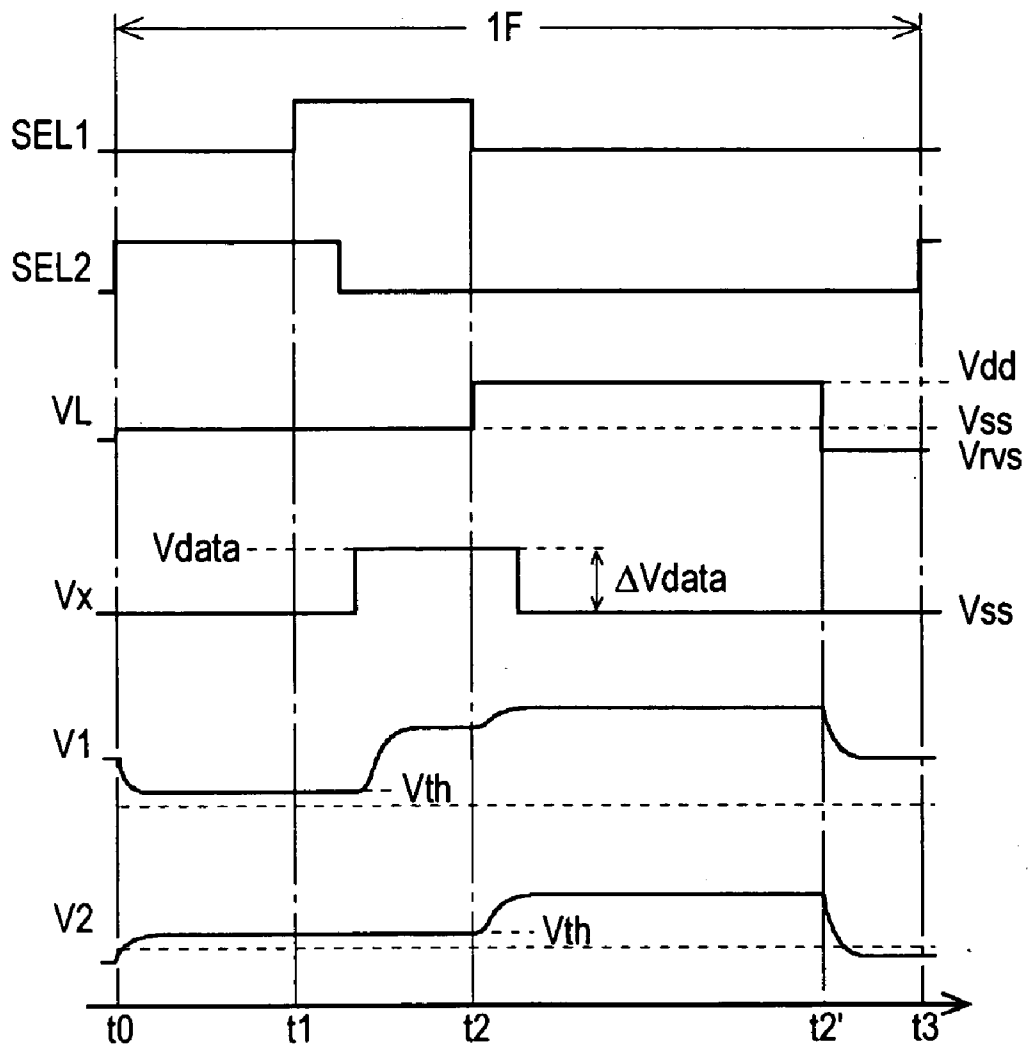 1F
SEL1
SEL2
Vdd
VL
Vss
Vrvs
Vdata
ΔVdata
Vx
Vss
V1
Vth
V2
Vth
t0 t1 t2 t2' t3